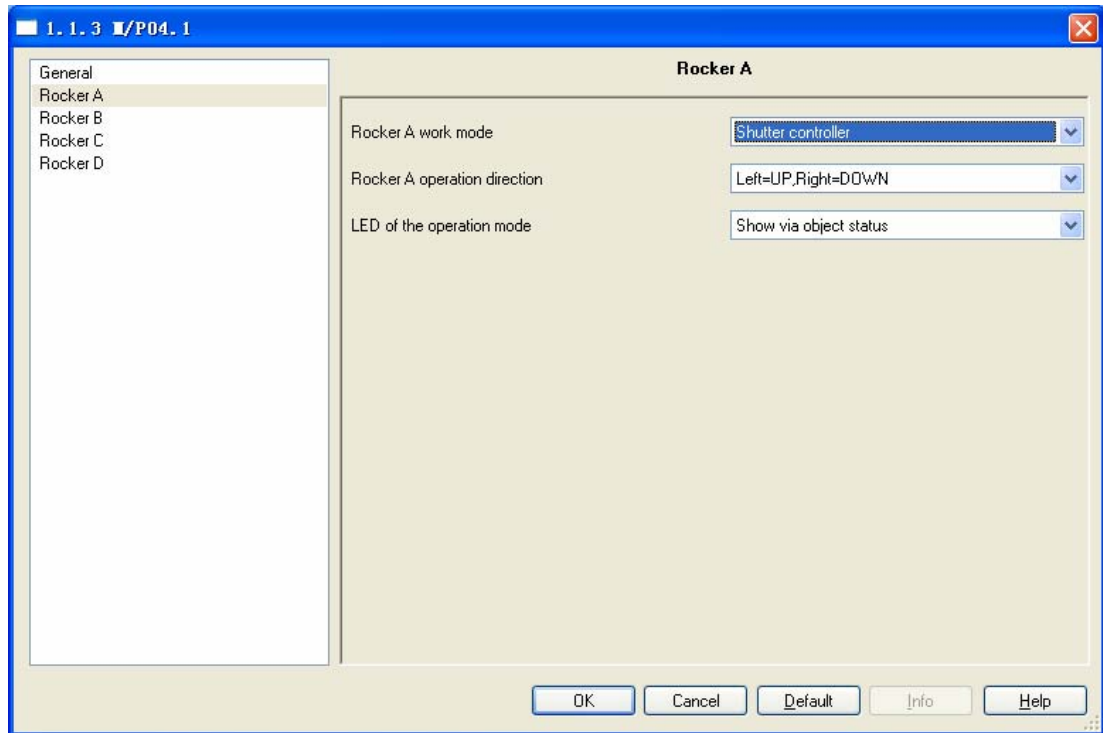 1.1.3 M/P04.1
General
Rocker A
Rocker B
Rocker C
Rocker D
Rocker A
Rocker A work mode
Shutter controller
Rocker A operation direction
Left=UP,Right=DOWN
LED of the operation mode
Show via object status
OK
Cancel
Default
Info
Help